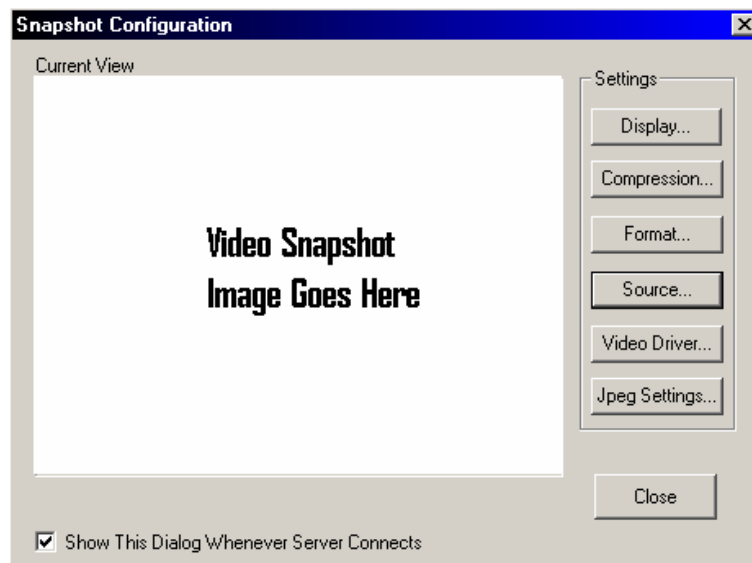 Snapshot Configuration
Current View
Video Snapshot
Image Goes Here
Settings
Display...
Compression...
Format...
Source...
Video Driver...
Jpeg Settings...
Close
Show This Dialog Whenever Server Connects